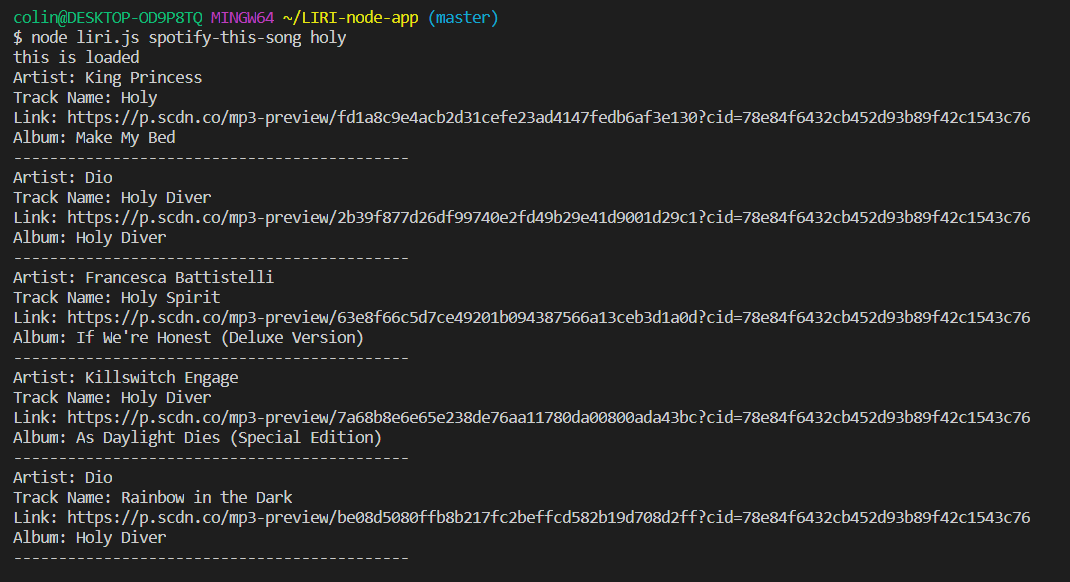 colin@DESKTOP-OD9P8TQ MINGW64 ~/LIRI-node-app (master)
$ node liri.js spotify-this-song holy
this is loaded
Artist: King Princess
Track Name: Holy
Link: https://p.scdn.co/mp3-preview/fd1a8c9e4acb2d31cefe23ad4147fedb6af3e130?cid=78e84f6432cb452d93b89f42c1543c76
Album: Make My Bed
--------------------------------------------
Artist: Dio
Track Name: Holy Diver
Link: https://p.scdn.co/mp3-preview/2b39f877d26df99740e2fd49b29e41d9001d29c1?cid=78e84f6432cb452d93b89f42c1543c76
Album: Holy Diver
--------------------------------------------
Artist: Francesca Battistelli
Track Name: Holy Spirit
Link: https://p.scdn.co/mp3-preview/63e8f66c5d7ce49201b094387566a13ceb3d1a0d?cid=78e84f6432cb452d93b89f42c1543c76
Album: If We're Honest (Deluxe Version)
--------------------------------------------
Artist: Killswitch Engage
Track Name: Holy Diver
Link: https://p.scdn.co/mp3-preview/7a68b8e6e65e238de76aa11780da00800ada43bc?cid=78e84f6432cb452d93b89f42c1543c76
Album: As Daylight Dies (Special Edition)
--------------------------------------------
Artist: Dio
Track Name: Rainbow in the Dark
Link: https://p.scdn.co/mp3-preview/be08d5080ffb8b217fc2beffcd582b19d708d2ff?cid=78e84f6432cb452d93b89f42c1543c76
Album: Holy Diver
--------------------------------------------